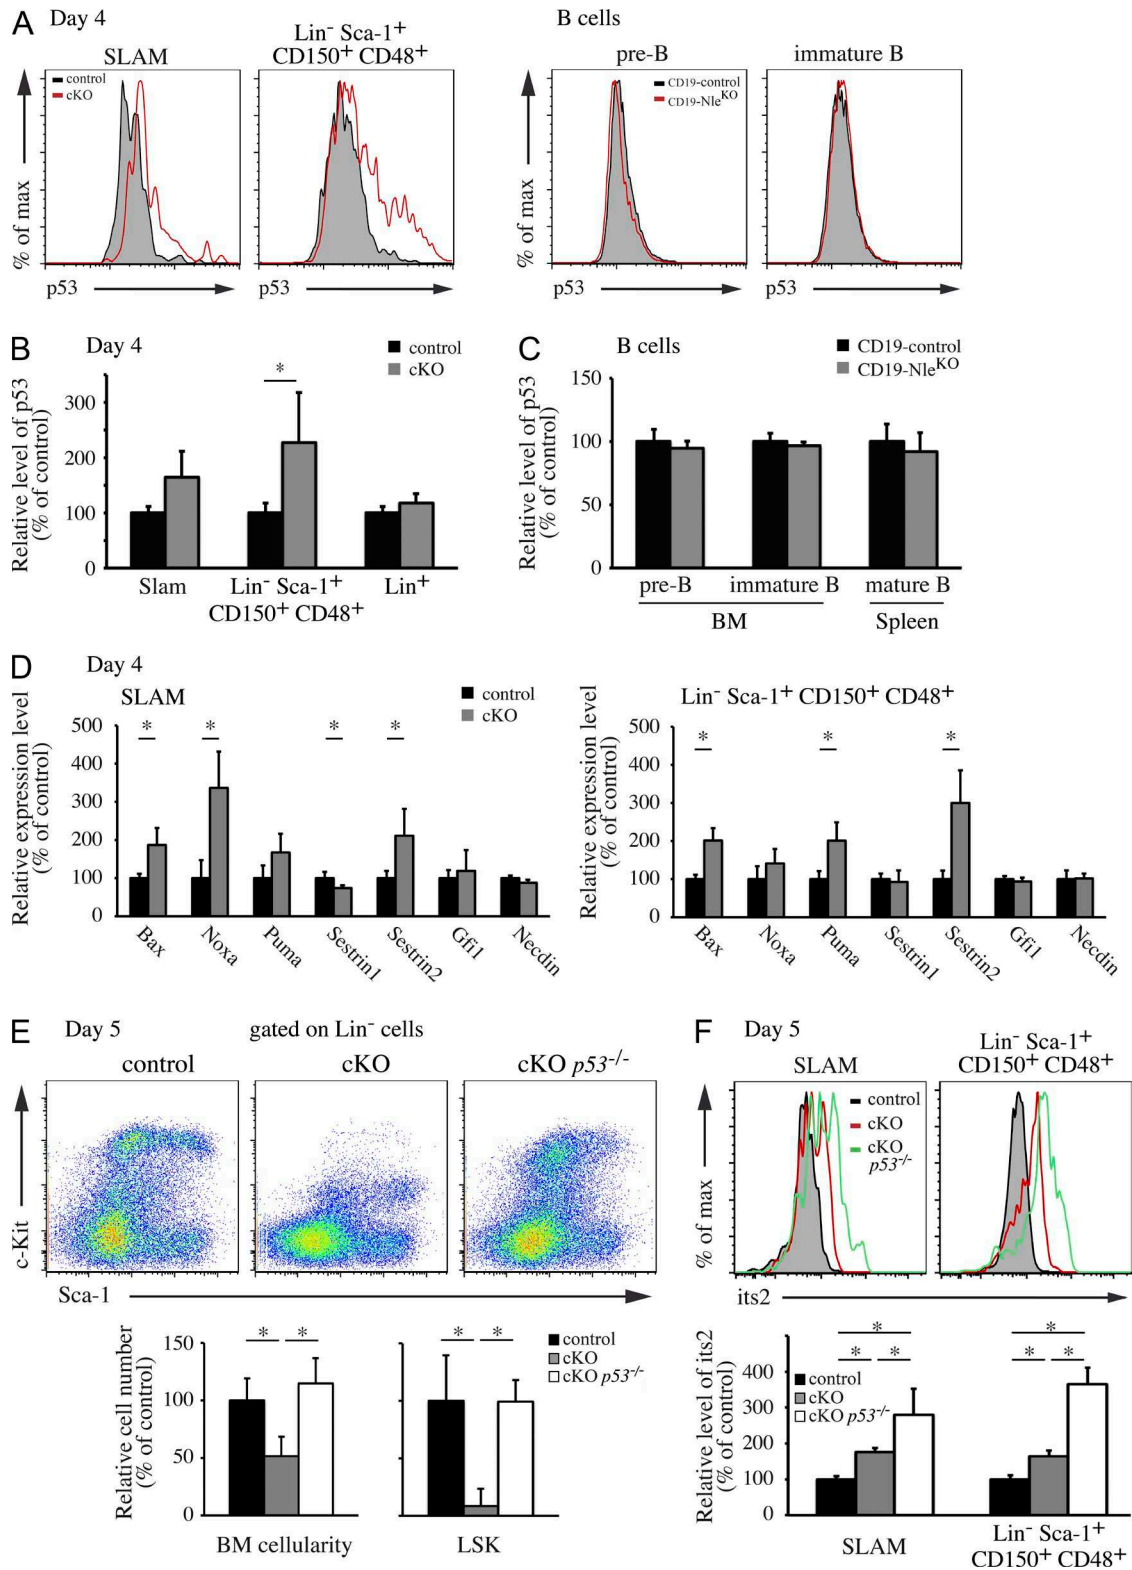 A Day 4
SLAM
Lin- Sca-1+
CD150+ CD48+
control
cKO
% of max
p53
p53
B cells
pre-B
immature B
CD19-control
CD19-NleKO
% of max
p53
p53
B Day 4
control
cKO
Relative level of p53
(% of control)
300
200
100
0
*
Slam
Lin- Sca-1+
CD150+ CD48+
Lin+
C B cells
CD19-control
CD19-NleKO
Relative level of p53
(% of control)
150
100
50
0
pre-B
immature B
mature B
BM
Spleen
D Day 4
SLAM
control
cKO
Relative expression level
(% of control)
500
400
300
200
100
0
* * * *
Bax
Noxa
Puma
Sestrin1
Sestrin2
Gfi1
Necdin
Lin- Sca-1+ CD150+ CD48+
Relative expression level
(% of control)
500
400
300
200
100
0
* * *
Bax
Noxa
Puma
Sestrin1
Sestrin2
Gfi1
Necdin
E Day 5
gated on Lin- cells
control
cKO
cKO p53-/-
c-Kit
Sca-1
Relative cell number
(% of control)
150
100
50
0
* *
* *
control
cKO
cKO p53-/-
BM cellularity
LSK
F Day 5
SLAM
Lin- Sca-1+
CD150+ CD48+
control
cKO
cKO
p53-/-
% of max
its2
Relative level of its2
(% of control)
400
300
200
100
0
*
* *
*
* *
control
cKO
cKO p53-/-
SLAM
Lin- Sca-1+
CD150+ CD48+